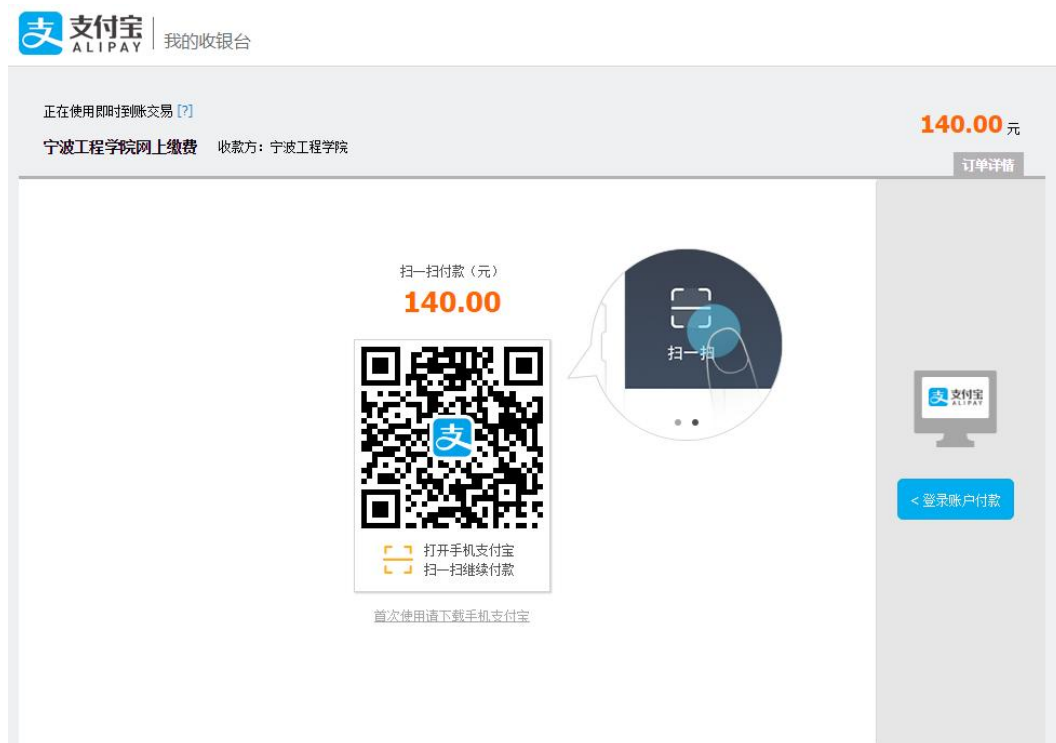 支付宝
ALIPAY
我的收银台
正在使用即时到账交易 [?]
宁波工程学院网上缴费 收款方：宁波工程学院
140.00 元
订单详情
扫一扫付款（元）
140.00
扫一扫
支
打开手机支付宝
扫一扫继续付款
首次使用请下载手机支付宝
支付宝
ALIPAY
< 登录账户付款